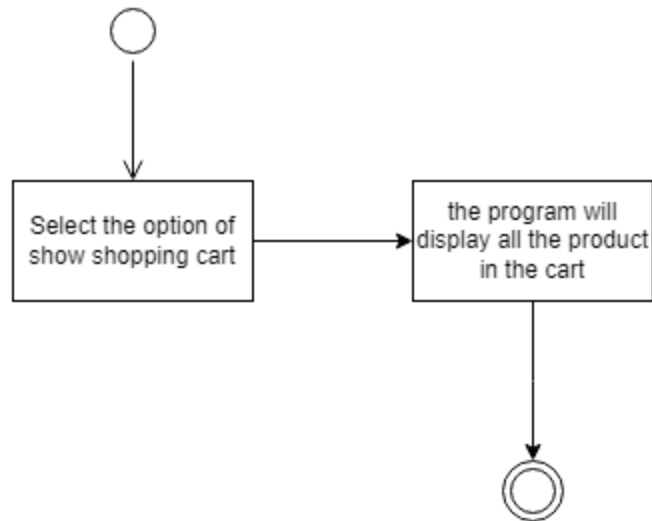 Select the option of
show shopping cart
the program will
display all the product
in the cart